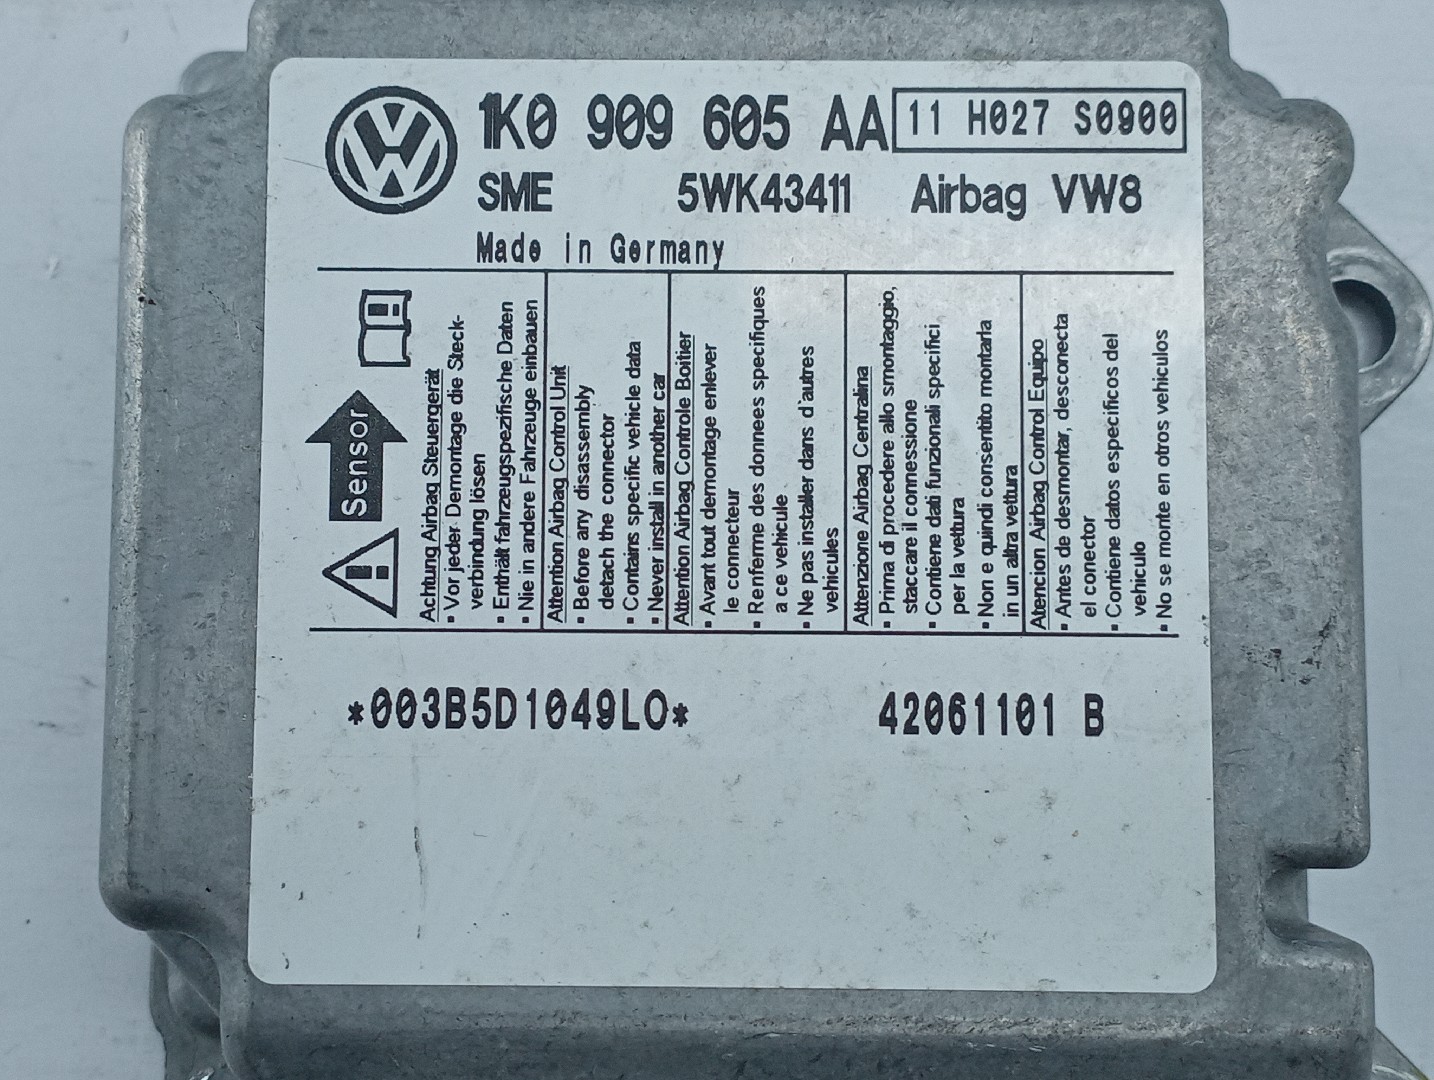 1K0 909 605 AA 11 H027 S0900
SME 5WK43411 Airbag VW8
Made in Germany
Sensor
Achtung Airbag Steuergerät
▪ Vor jeder Demontage die Steck-
verbindung lösen
▪ Enthält fahrzeugspezifische Daten
▪ Nie in andere Fahrzeuge einbauen
Attention Airbag Control Unit
▪ Before any disassembly
detach the connector
▪ Contains specific vehicle data
▪ Never install in another car
Attention Airbag Controle Boitier
▪ Avant tout demontage enlever
le connecteur
▪ Renferme des donnees specifiques
a ce vehicule
▪ Ne pas installer dans d`autres
vehicules
Attenzione Airbag Centralina
▪ Prima di procedere allo smontaggio,
staccare il connessione
▪ Contiene dati funzionali specifici
per la vettura
▪ Non e quindi consentito montarla
in un altra vettura
Atencion Airbag Control Equipo
▪ Antes de desmontar, desconecta
el conector
▪ Contiene datos específicos del
vehiculo
▪ No se monte en otros vehiculos
*003B5D1049LO* 42061101 B